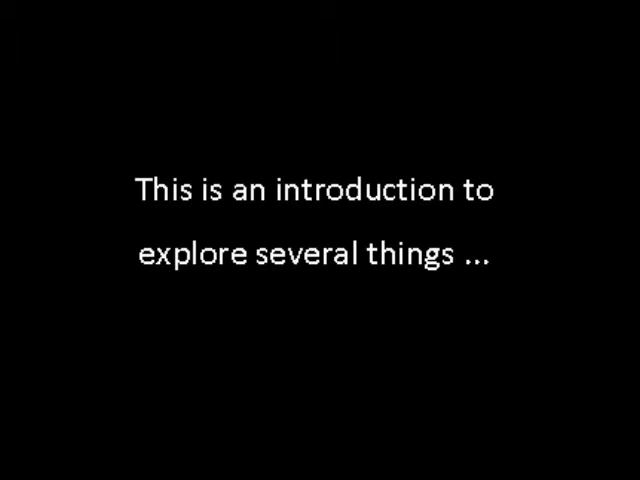 This is an introduction to
explore several things ...